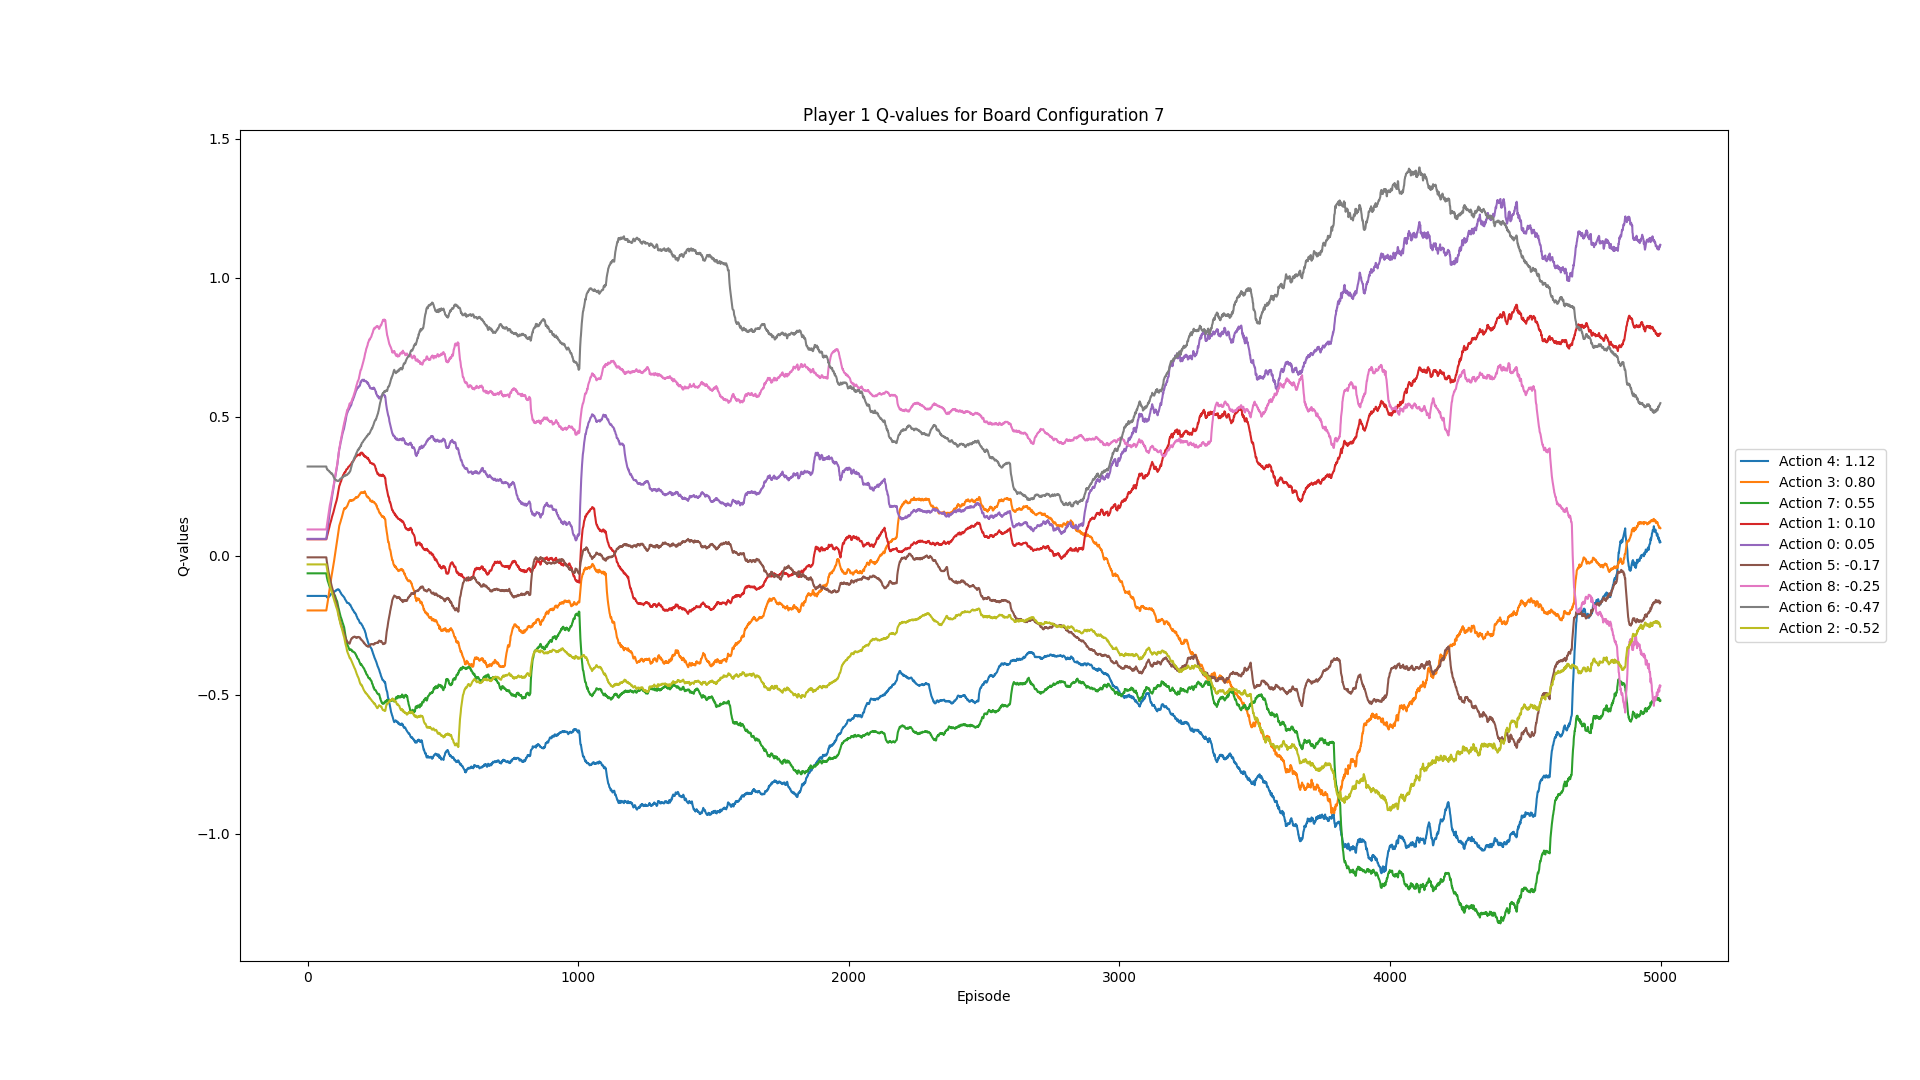 Player 1 Q-values for Board Configuration 7
1.5
1.0
0.5
0.0
−0.5
−1.0
Q-values
0
1000
2000
3000
4000
5000
Episode
Action 4: 1.12
Action 3: 0.80
Action 7: 0.55
Action 1: 0.10
Action 0: 0.05
Action 5: -0.17
Action 8: -0.25
Action 6: -0.47
Action 2: -0.52